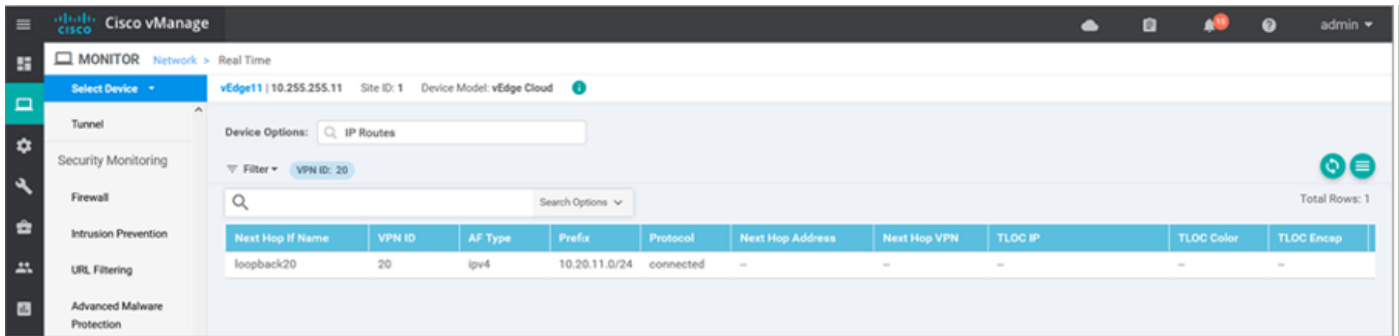 cisco Cisco vManage 16 admin
MONITOR Network > Real Time
Select Device vEdge11 | 10.255.255.11 Site ID: 1 Device Model: vEdge Cloud i
Tunnel
Device Options: IP Routes
Security Monitoring
Filter VPN ID: 20
Firewall
Search Options Total Rows: 1
Intrusion Prevention
Next Hop If Name VPN ID AF Type Prefix Protocol Next Hop Address Next Hop VPN TLOC IP TLOC Color TLOC Encap
URL Filtering
loopback20 20 ipv4 10.20.11.0/24 connected -- -- -- -- --
Advanced Malware
Protection